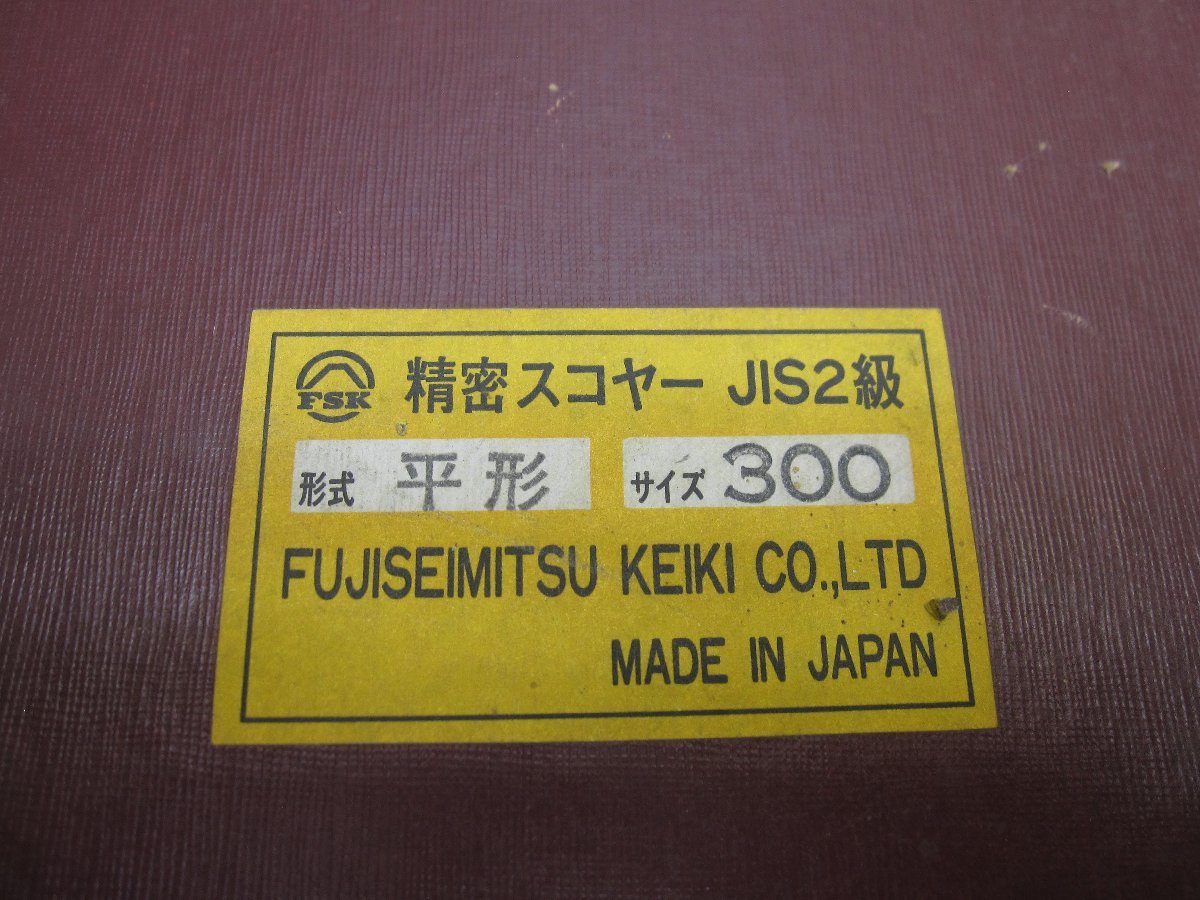 FSK 精密スコヤー JIS2級
形式 平形 サイズ 300
FUJISEIMITSU KEIKI CO.,LTD
MADE IN JAPAN